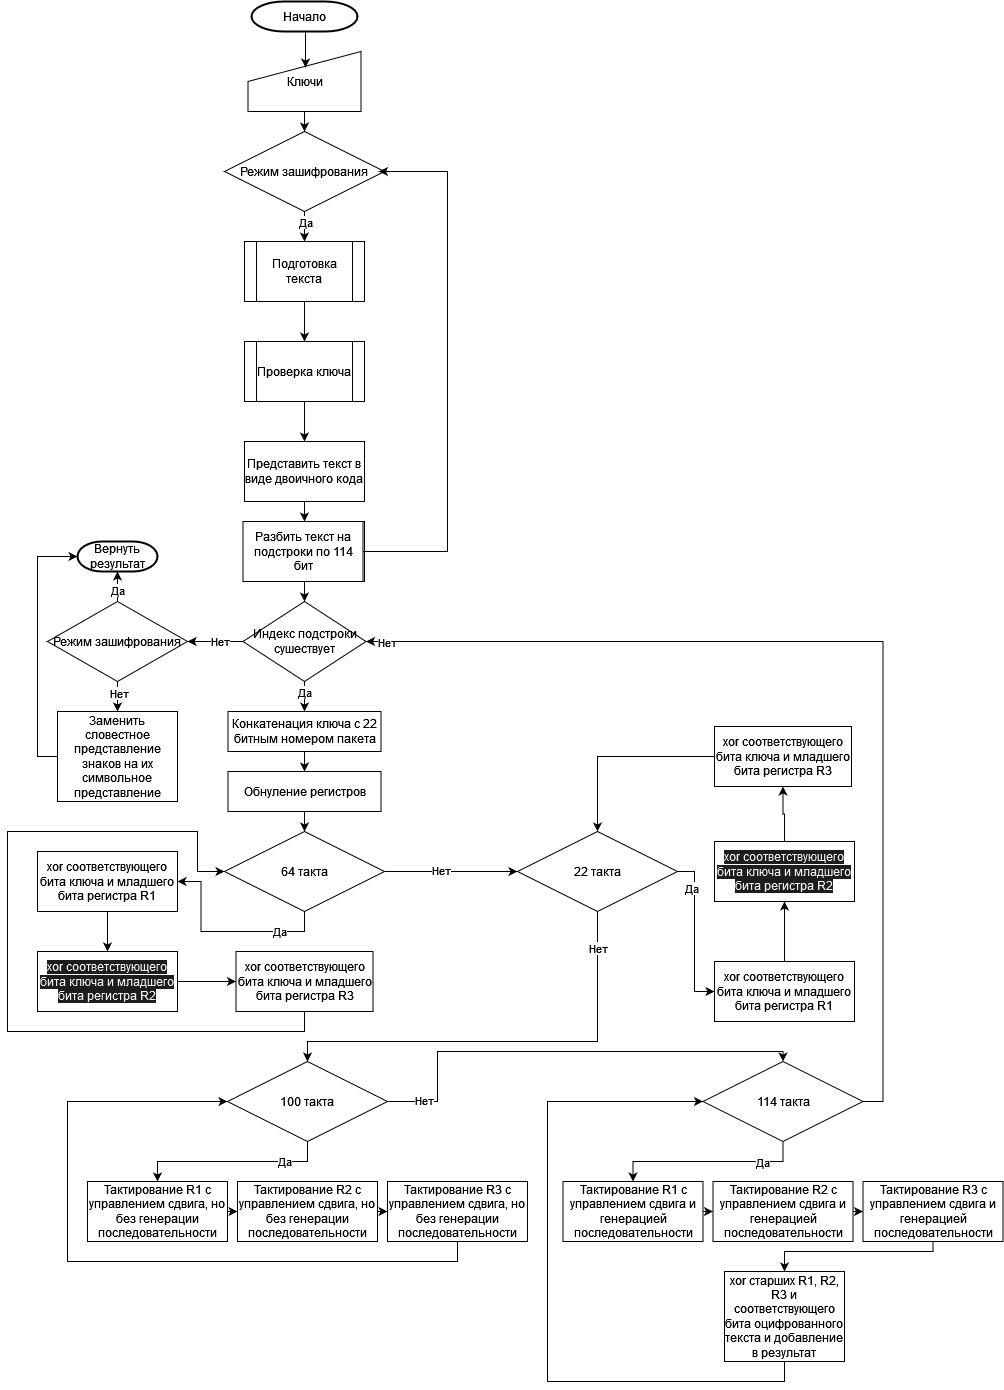 Начало
Ключи
Режим зашифрования
Да
Подготовка
текста
Проверка ключа
Представить текст в
виде двоичного кода
Разбить текст на
подстроки по 114
бит
Вернуть
результат
Да
Режим зашифрования
Нет
Индекс подстроки
сушествует
Нет
Нет
Да
Заменить
словестное
представление
знаков на их
символьное
представление
Конкатенация ключа с 22
битным номером пакета
Обнуление регистров
64 такта
Нет
22 такта
Да
Да
Нет
xor соответствующего
бита ключа и младшего
бита регистра R1
xor соответствующего
бита ключа и младшего
бита регистра R2
xor соответствующего
бита ключа и младшего
бита регистра R3
xor соответствующего
бита ключа и младшего
бита регистра R3
xor соответствующего
бита ключа и младшего
бита регистра R2
xor соответствующего
бита ключа и младшего
бита регистра R1
100 такта
Нет
114 такта
Да
Да
Тактирование R1 с
управлением сдвига, но
без генерации
последовательности
Тактирование R2 с
управлением сдвига, но
без генерации
последовательности
Тактирование R3 с
управлением сдвига, но
без генерации
последовательности
Тактирование R1 с
управлением сдвига и
генерацией
последовательности
Тактирование R2 с
управлением сдвига и
генерацией
последовательности
Тактирование R3 с
управлением сдвига и
генерацией
последовательности
xor старших R1, R2,
R3 и
соответствующего
бита оцифрованного
текста и добавление
в результат